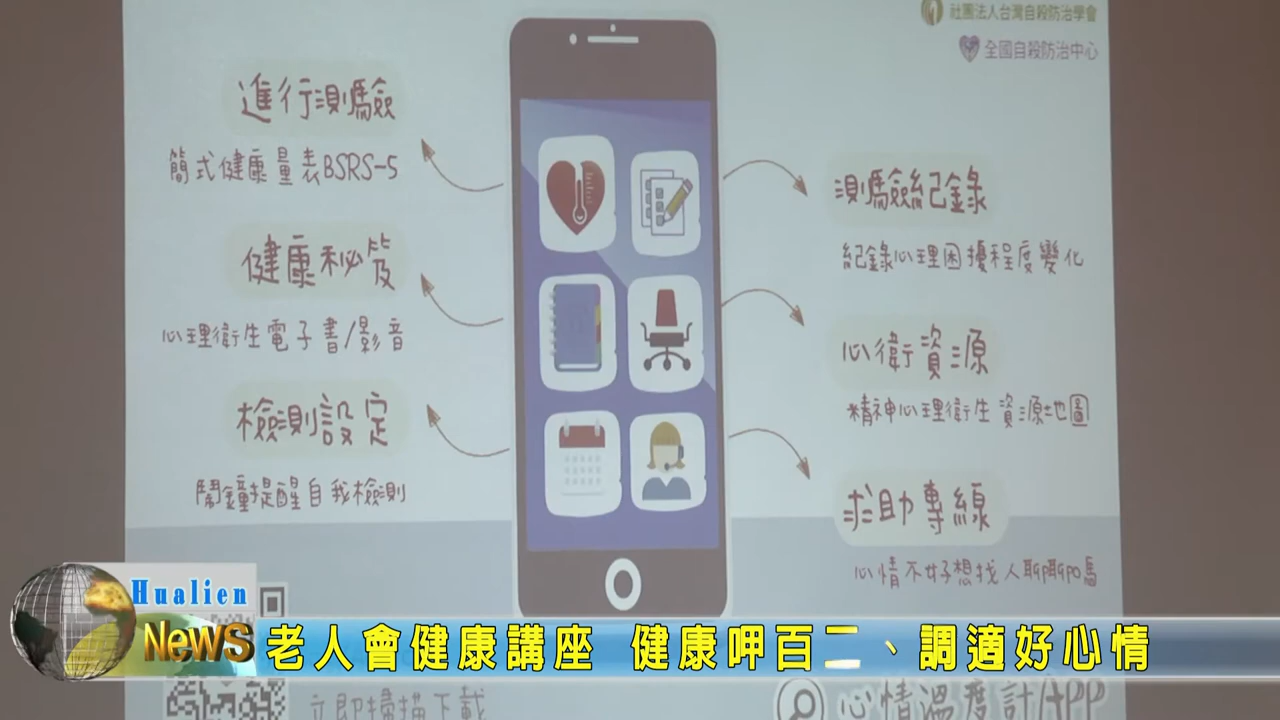 社團法人台灣自殺防治學會
全國自殺防治中心
進行測驗
簡式健康量表BSRS-5
健康秘笈
心理衛生電子書/影音
檢測設定
鬧鐘提醒自我檢測
測驗紀錄
紀錄心理困擾程度變化
心衛資源
精神心理衛生資源地圖
求助專線
心情不好想找人聊聊嗎
Hualien
NewS
老人會健康講座 健康呷百二、調適好心情
立即掃描下載
心情溫度計APP